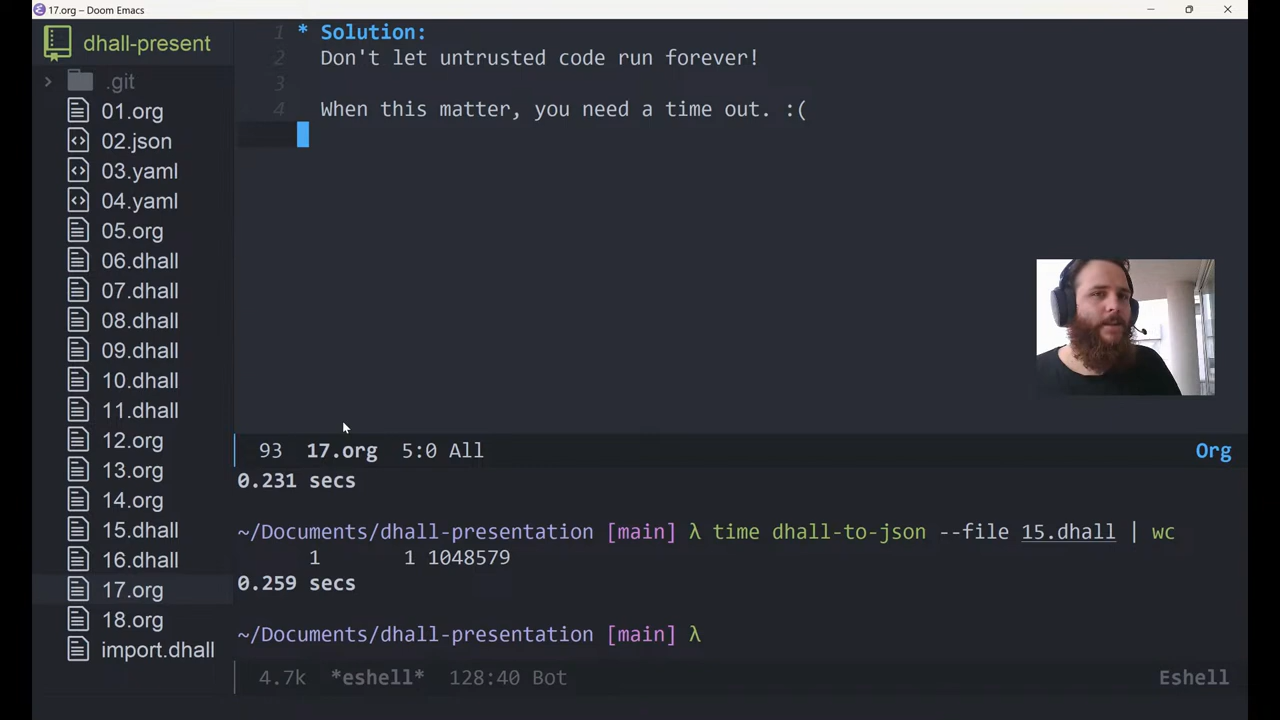 17.org – Doom Emacs
dhall-present
.git
01.org
02.json
03.yaml
04.yaml
05.org
06.dhall
07.dhall
08.dhall
09.dhall
10.dhall
11.dhall
12.org
13.org
14.org
15.dhall
16.dhall
17.org
18.org
import.dhall
1 * Solution:
2 Don't let untrusted code run forever!
3
4 When this matter, you need a time out. :(
93 17.org 5:0 All Org
0.231 secs
~/Documents/dhall-presentation [main] λ time dhall-to-json --file 15.dhall | wc
1 1 1048579
0.259 secs
~/Documents/dhall-presentation [main] λ
4.7k *eshell* 128:40 Bot Eshell